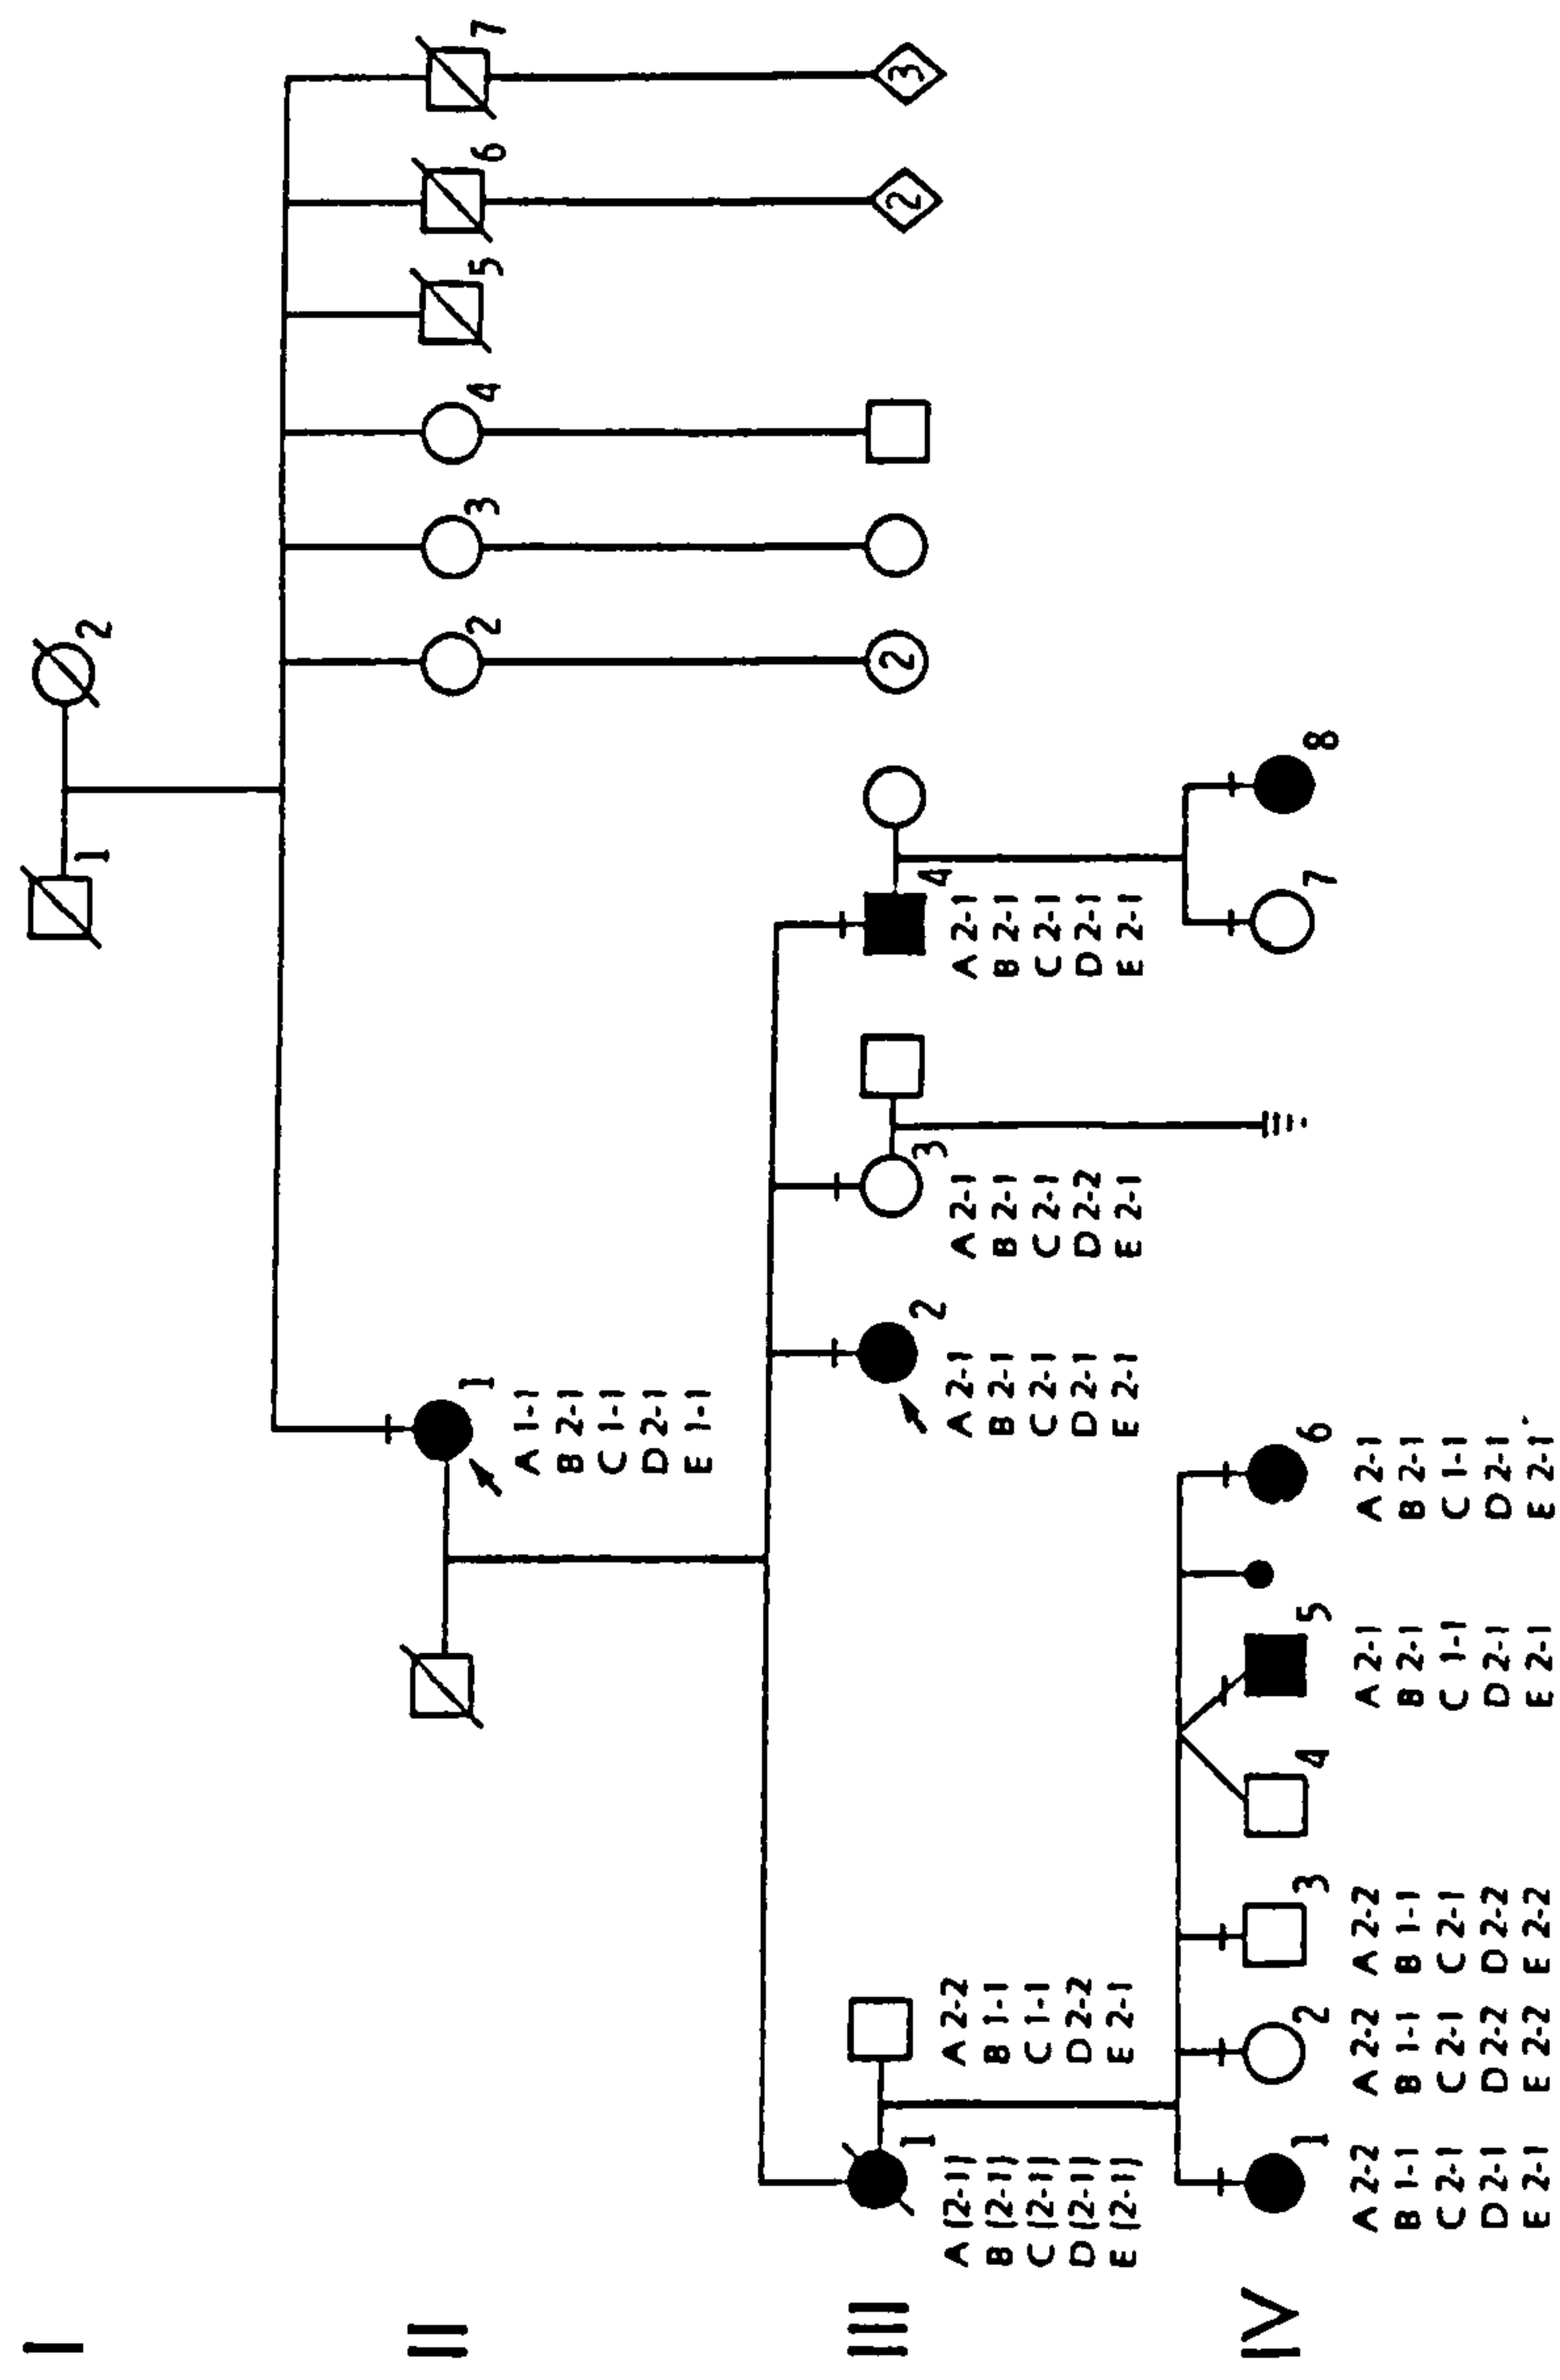 I
1
2
II
1
2
3
4
5
6
7
A 1-1
B 2-1
C 1-1
D 2-1
E 1-1
III
1
2
3
4
2
2
3
A (2-1)
B (2-1)
C (2-1)
D (2-1)
E (2-1)
A 2-2
B 1-1
C 1-1
D 2-2
E 2-1
A 2-1
B 2-1
C 2-1
D 2-1
E 2-1
A 2-1
B 2-1
C 2-1
D 2-2
E 2-1
A 2-1
B 2-1
C 2-1
D 2-1
E 2-1
IV
1
2
3
4
5
6
7
8
A 2-2
B 1-1
C 2-1
D 2-1
E 2-1
A 2-2
B 1-1
C 2-1
D 2-2
E 2-2
A 2-2
B 1-1
C 2-1
D 2-2
E 2-2
A 2-1
B 2-1
C 1-1
D 2-1
E 2-1
A 2-1
B 2-1
C 1-1
D 2-1
E 2-1